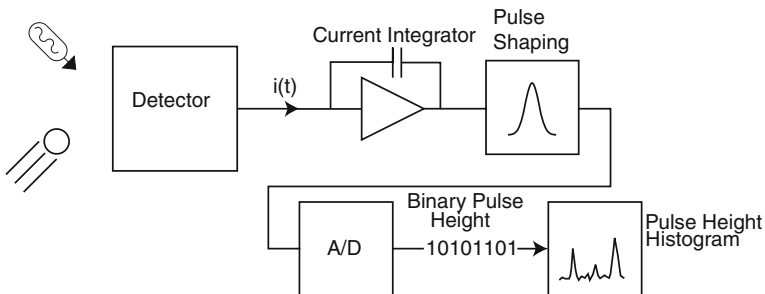 Pulse
Shaping
Current Integrator
i(t)
Detector
Binary Pulse
Height
A/D
10101101
Pulse Height
Histogram